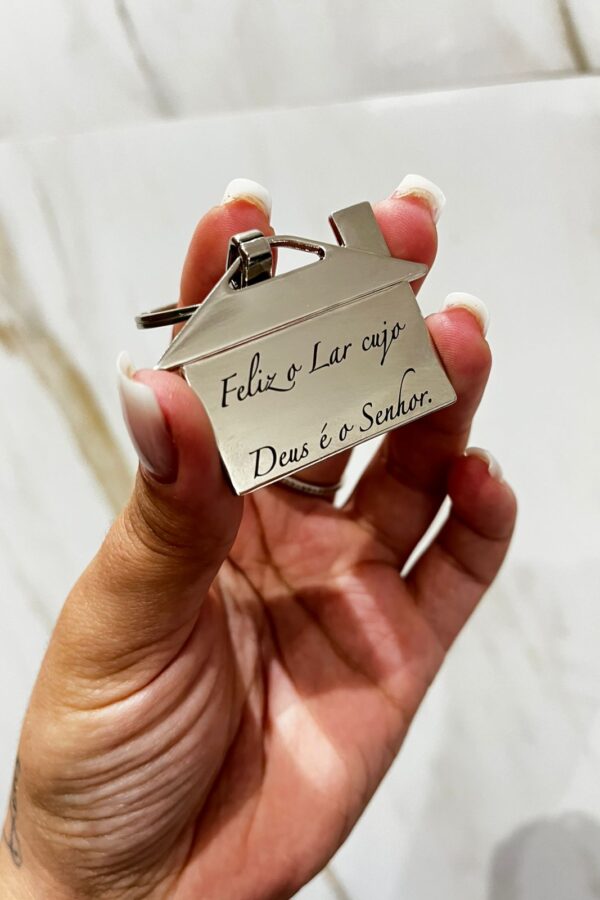 Feliz o Lar cujo
Deus é o Senhor.